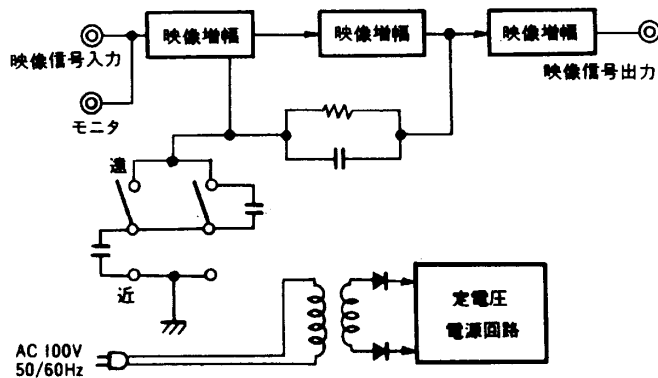 映像増幅
映像増幅
映像増幅
映像信号入力
映像信号出力
モニタ
遠
近
定電圧
電源回路
AC 100V
50/60Hz